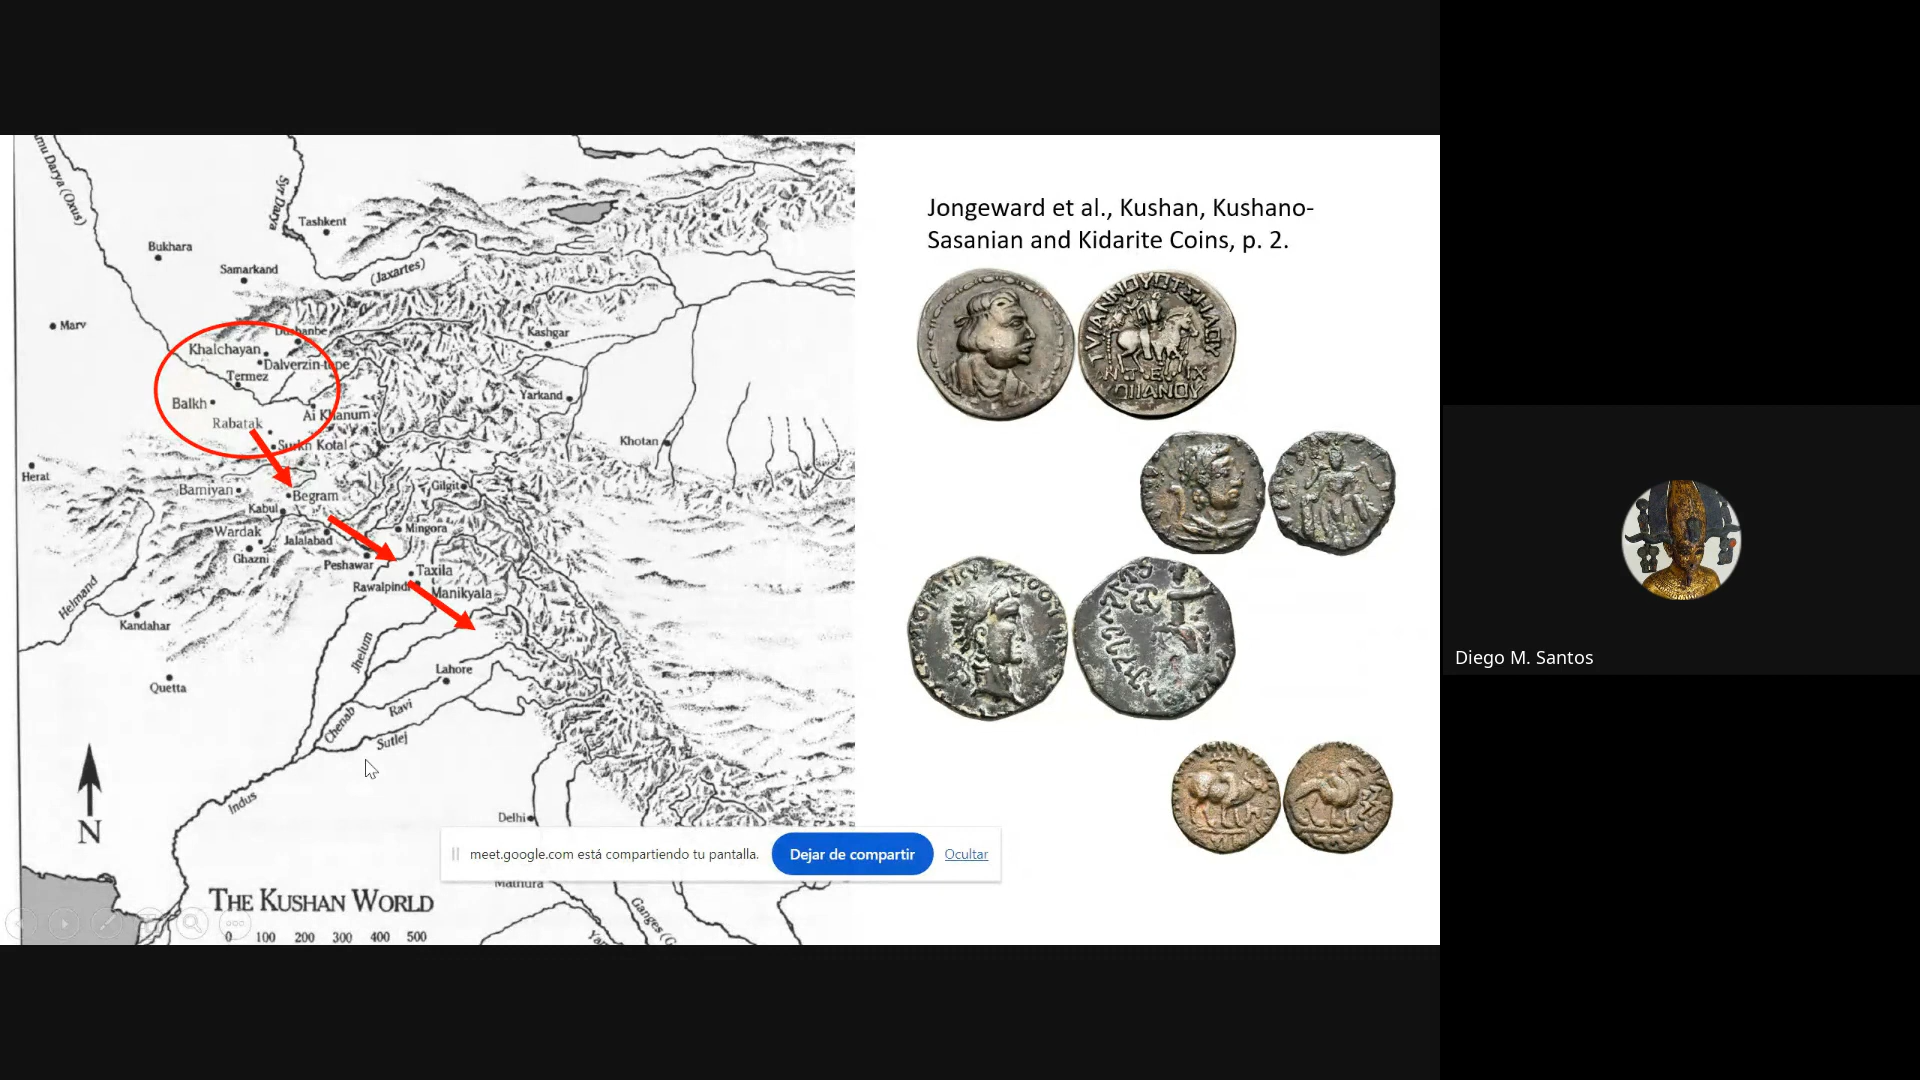 Amu Darya (Oxus)
Syr Darya
Tashkent
Bukhara
Samarkand
(Jaxartes)
Marv
Dushanbe
Kashgar
Khalchayan
Dalverzin-tepe
Termez
Balkh
Ai Khanum
Yarkand
Rabatak
Surkh Kotal
Khotan
Herat
Bamiyan
Begram
Gilgit
Kabul
Wardak
Jalalabad
Mingora
Ghazni
Peshawar
Taxila
Rawalpindi
Manikyala
Helmand
Kandahar
Jhelum
Lahore
Quetta
Chenab
Ravi
Sutlej
Indus
Delhi
N
Mathura
THE KUSHAN WORLD
Ganges (G
0 100 200 300 400 500
Jongeward et al., Kushan, Kushano-
Sasanian and Kidarite Coins, p. 2.
meet.google.com está compartiendo tu pantalla.
Dejar de compartir
Ocultar
Diego M. Santos